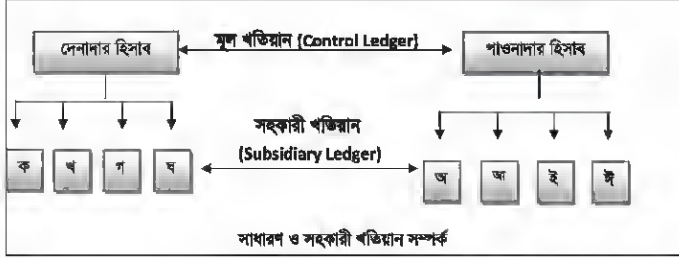 দেনাদার হিসাব
মূল খতিয়ান (Control Ledger)
পাওনাদার হিসাব
সহকারী খতিয়ান
(Subsidiary Ledger)
ক খ গ ঘ
অ আ ই ঈ
সাধারণ ও সহকারী খতিয়ান সম্পর্ক